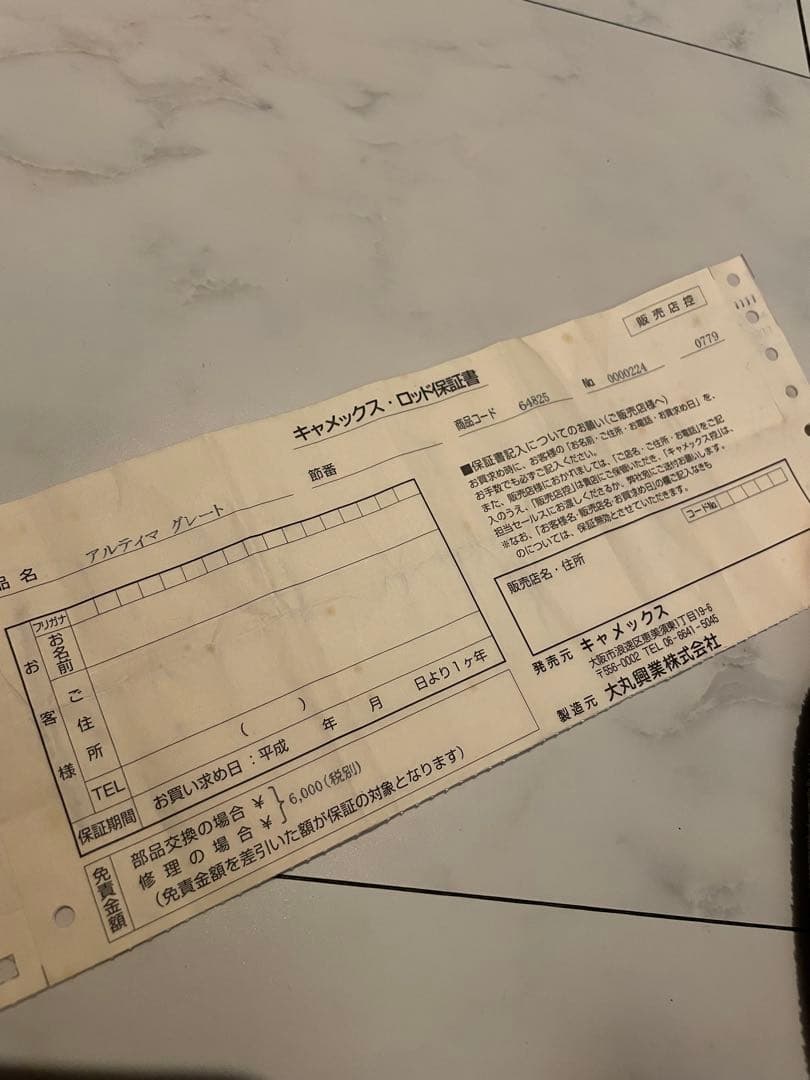 販売店控
キャメックス・ロッド保証書
商品コード 64825 No 0000224 0779
品名 アルティマ グレート 節番
■保証書記入についてのお願い(ご販売店様へ)
お買求め時に、お客様の「お名前・ご住所・お電話・お買求め日」を、
お手数でも必ずご記入ください。
また、販売店様におかれましては、「ご店名・ご住所・お電話」をご記
入のうえ、「販売店控」は貴店にご保管いただき、「キャメックス控」は、
担当セールスにお渡しくださるか、弊社宛にご送付お願いします。
※なお、「お客様名・販売店名・お買求め日」の欄ご記入なきも
のについては、保証無効とさせていただきます。
コードNo
販売店名・住所
発売元 キャメックス
大阪市浪速区恵美須東1丁目19-6
〒556-0002 TEL 06-6641-5045
製造元 大丸興業株式会社
お客様
フリガナ
お名前
ご住所
TEL ( )
保証期間 お買い求め日:平成 年 月 日より1ヶ年
免責金額
部品交換の場合 ¥
修理の場合 ¥
6,000(税別)
(免責金額を差引いた額が保証の対象となります)